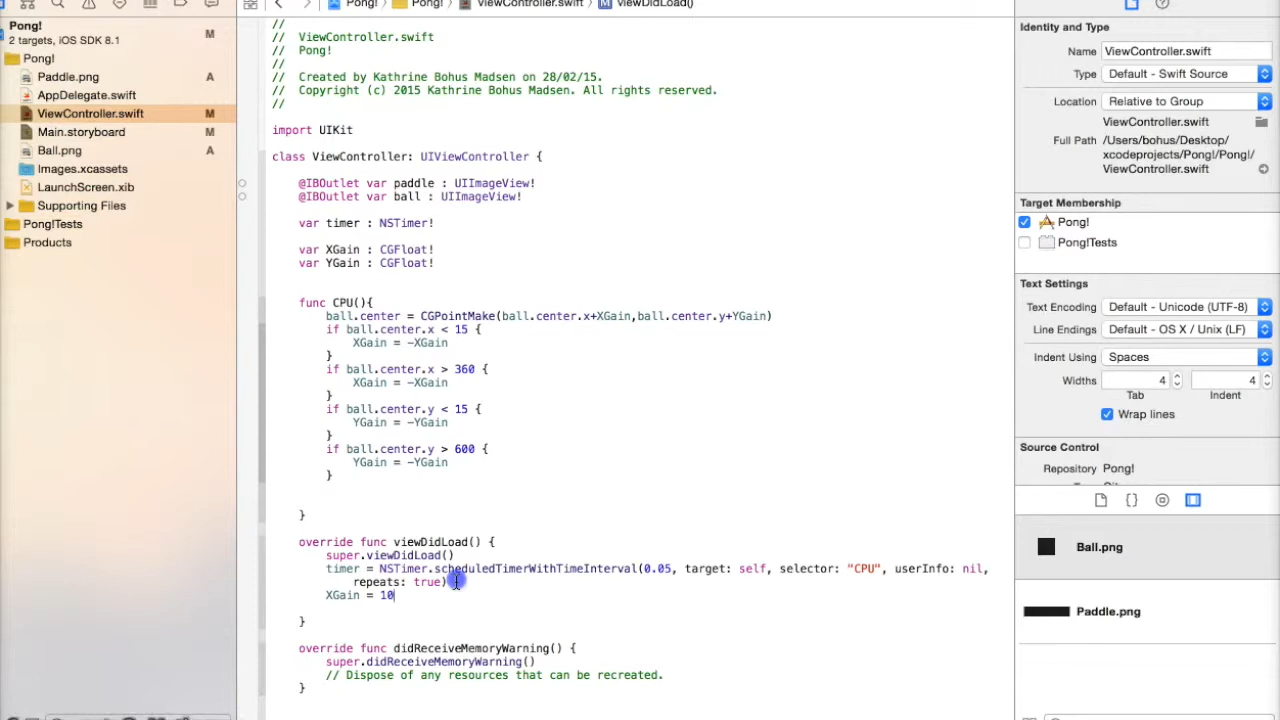 Pong!
2 targets, iOS SDK 8.1
M
Pong!
Paddle.png
A
AppDelegate.swift
ViewController.swift
M
Main.storyboard
M
Ball.png
A
Images.xcassets
LaunchScreen.xib
Supporting Files
Pong!Tests
Products
Pong!
Pong!
ViewController.swift
M
viewDidLoad()
//
//  ViewController.swift
//  Pong!
//
//  Created by Kathrine Bohus Madsen on 28/02/15.
//  Copyright (c) 2015 Kathrine Bohus Madsen. All rights reserved.
//
import UIKit
class ViewController: UIViewController {
@IBOutlet var paddle : UIImageView!
@IBOutlet var ball : UIImageView!
var timer : NSTimer!
var XGain : CGFloat!
var YGain : CGFloat!
func CPU(){
ball.center = CGPointMake(ball.center.x+XGain,ball.center.y+YGain)
if ball.center.x < 15 {
XGain = -XGain
}
if ball.center.x > 360 {
XGain = -XGain
}
if ball.center.y < 15 {
YGain = -YGain
}
if ball.center.y > 600 {
YGain = -YGain
}
}
override func viewDidLoad() {
super.viewDidLoad()
timer = NSTimer.scheduledTimerWithTimeInterval(0.05, target: self, selector: "CPU", userInfo: nil,
repeats: true)
XGain = 10
}
override func didReceiveMemoryWarning() {
super.didReceiveMemoryWarning()
// Dispose of any resources that can be recreated.
}
Identity and Type
Name ViewController.swift
Type Default - Swift Source
Location Relative to Group
ViewController.swift
Full Path /Users/bohus/Desktop/
xcodeprojects/Pong!/Pong!/
ViewController.swift
Target Membership
Pong!
Pong!Tests
Text Settings
Text Encoding Default - Unicode (UTF-8)
Line Endings Default - OS X / Unix (LF)
Indent Using Spaces
Widths 4 4
Tab Indent
Wrap lines
Source Control
Repository Pong!
Ball.png
Paddle.png